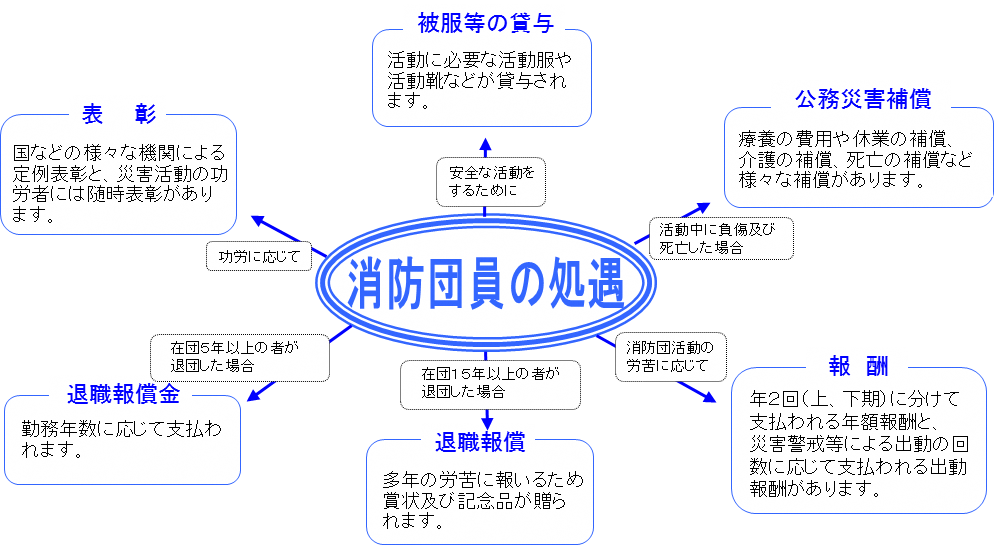 被服等の貸与
活動に必要な活動服や
活動靴などが貸与され
ます。
表　彰
国などの様々な機関による
定例表彰と、災害活動の功
労者には随時表彰があり
ます。
公務災害補償
療養の費用や休業の補償、
介護の補償、死亡の補償など
様々な補償があります。
安全な活動を
するために
功労に応じて
活動中に負傷及び
死亡した場合
消防団員の処遇
在団５年以上の者が
退団した場合
在団１５年以上の者が
退団した場合
消防団活動の
労苦に応じて
退職報償金
勤務年数に応じて支払わ
れます。
退職報償
多年の労苦に報いるため
賞状及び記念品が贈ら
れます。
報　酬
年２回（上、下期）に分けて
支払われる年額報酬と、
災害警戒等による出動の回
数に応じて支払われる出動
報酬があります。